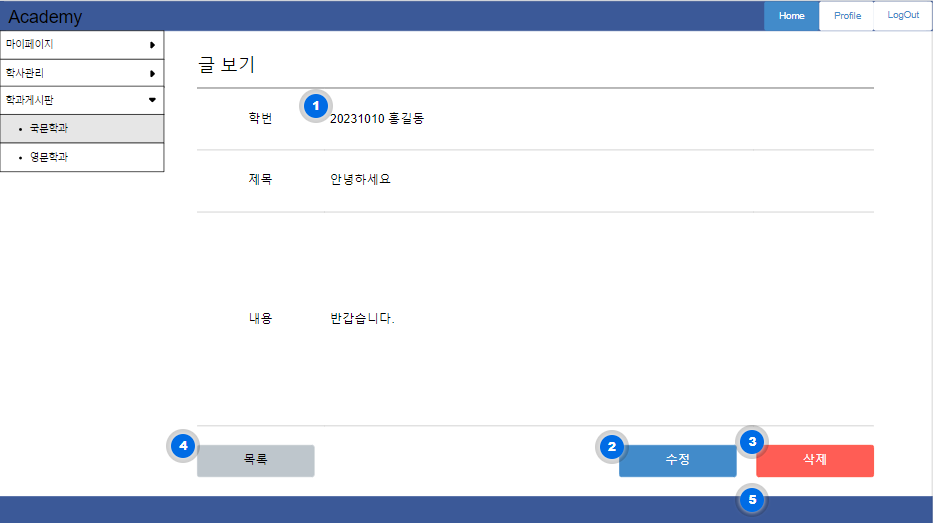 Academy
Home
Profile
LogOut
마이페이지
학사관리
학과게시판
국문학과
영문학과
글 보기
1
학번
20231010 홍길동
제목
안녕하세요
내용
반갑습니다.
4
목록
2
수정
3
삭제
5